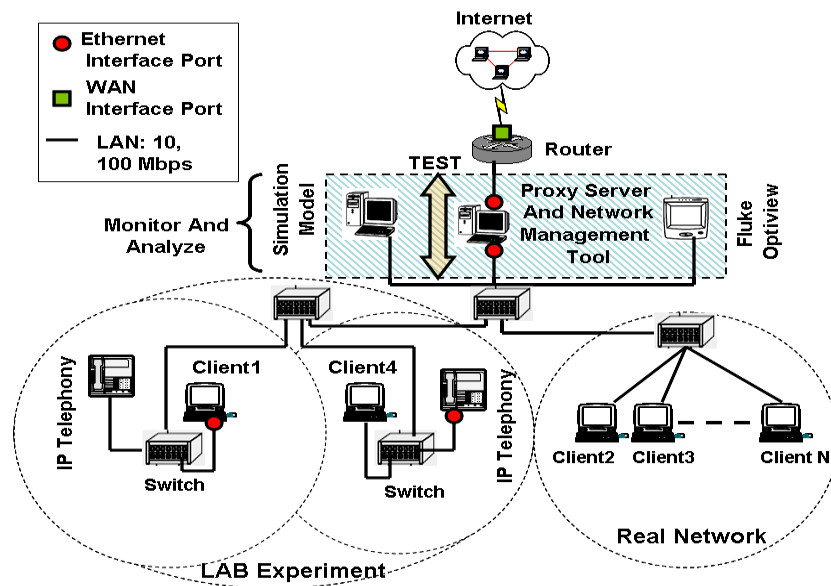 Internet
Ethernet
Interface Port
WAN
Interface Port
LAN: 10,
100 Mbps
Router
TEST
Monitor And
Analyze
Simulation
Model
Proxy Server
And Network
Management
Tool
Fluke
Optiview
IP Telephony
Client1
Switch
Client4
Switch
IP Telephony
Client2
Client3
Client N
LAB Experiment
Real Network